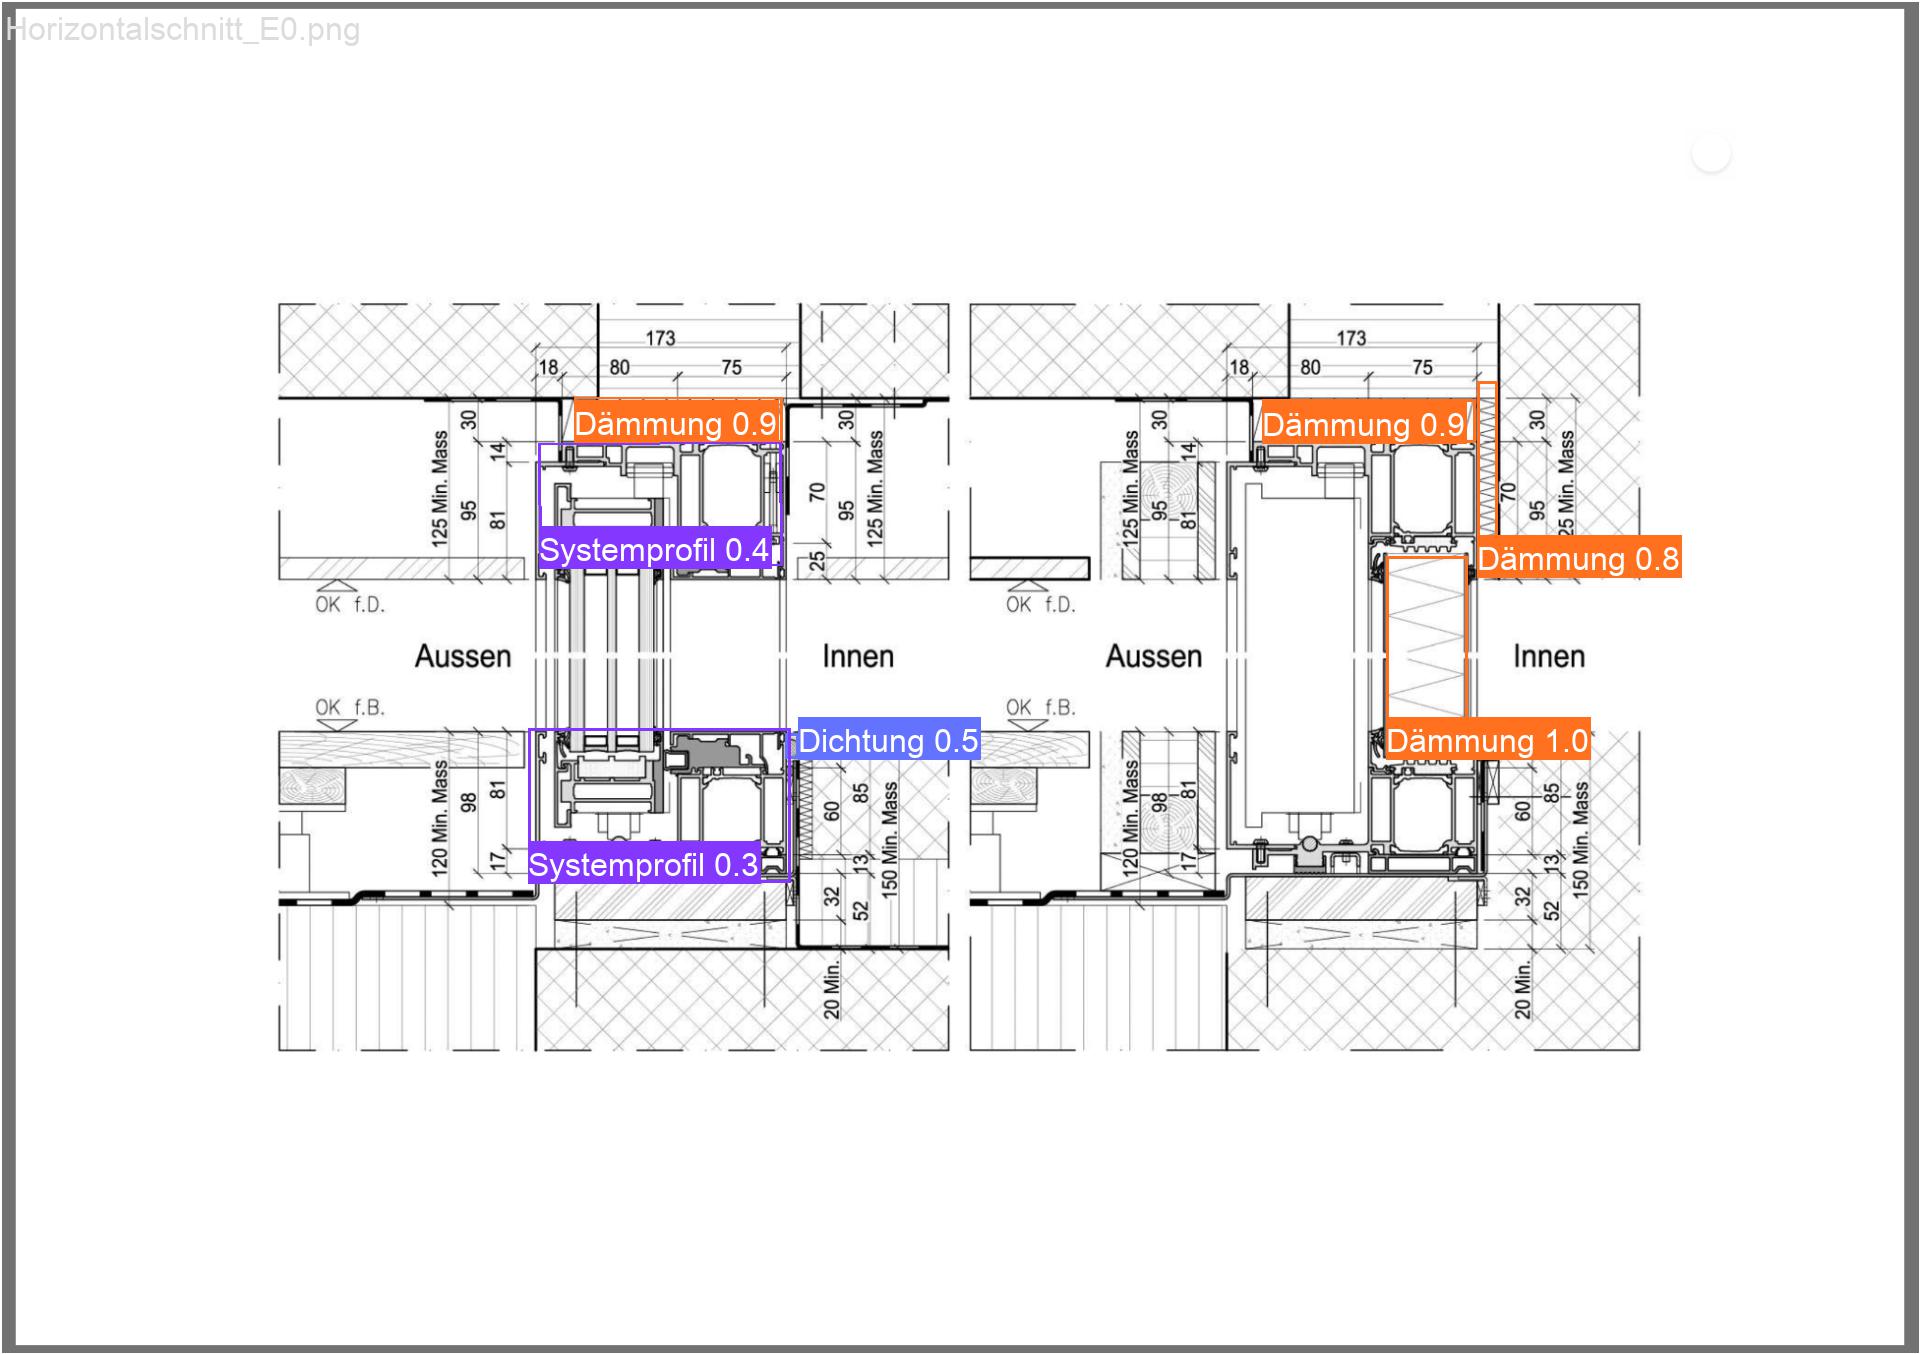 Horizontalschnitt_E0.png
173
18 80 75
30
14
125 Min. Mass
95
81
Dämmung 0.9
Systemprofil 0.4
30
70
95
125 Min. Mass
25
OK f.D.
Aussen
Innen
OK f.B.
120 Min. Mass
98
81
17
Systemprofil 0.3
Dichtung 0.5
60
85
13
150 Min. Mass
32
52
20 Min.
173
18 80 75
30
14
125 Min. Mass
95
81
Dämmung 0.9
30
70
95
25 Min. Mass
Dämmung 0.8
OK f.D.
Aussen
Innen
OK f.B.
Dämmung 1.0
120 Min. Mass
98
81
17
60
85
13
150 Min. Mass
32
52
20 Min.